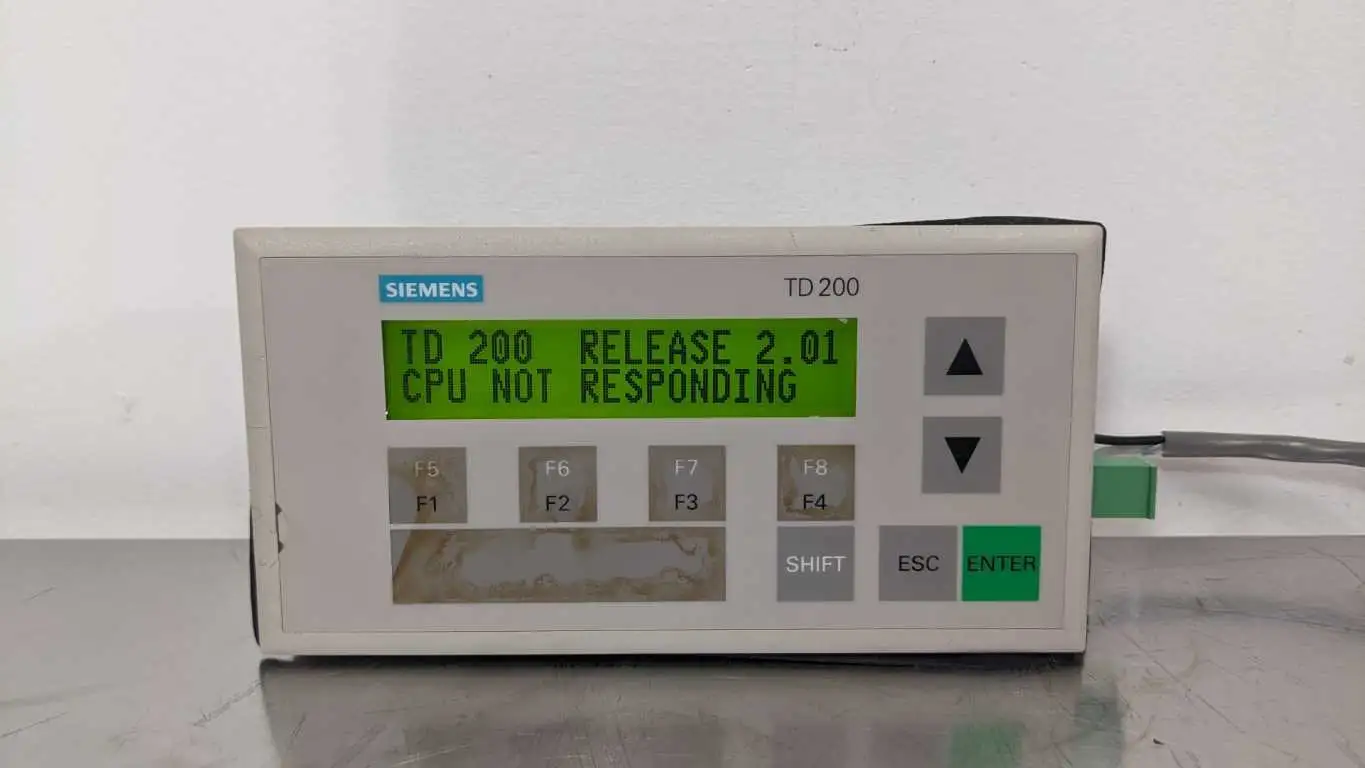 SIEMENS
TD 200
TD 200 RELEASE 2.01
CPU NOT RESPONDING
F5 F6 F7 F8
F1 F2 F3 F4
SHIFT ESC ENTER